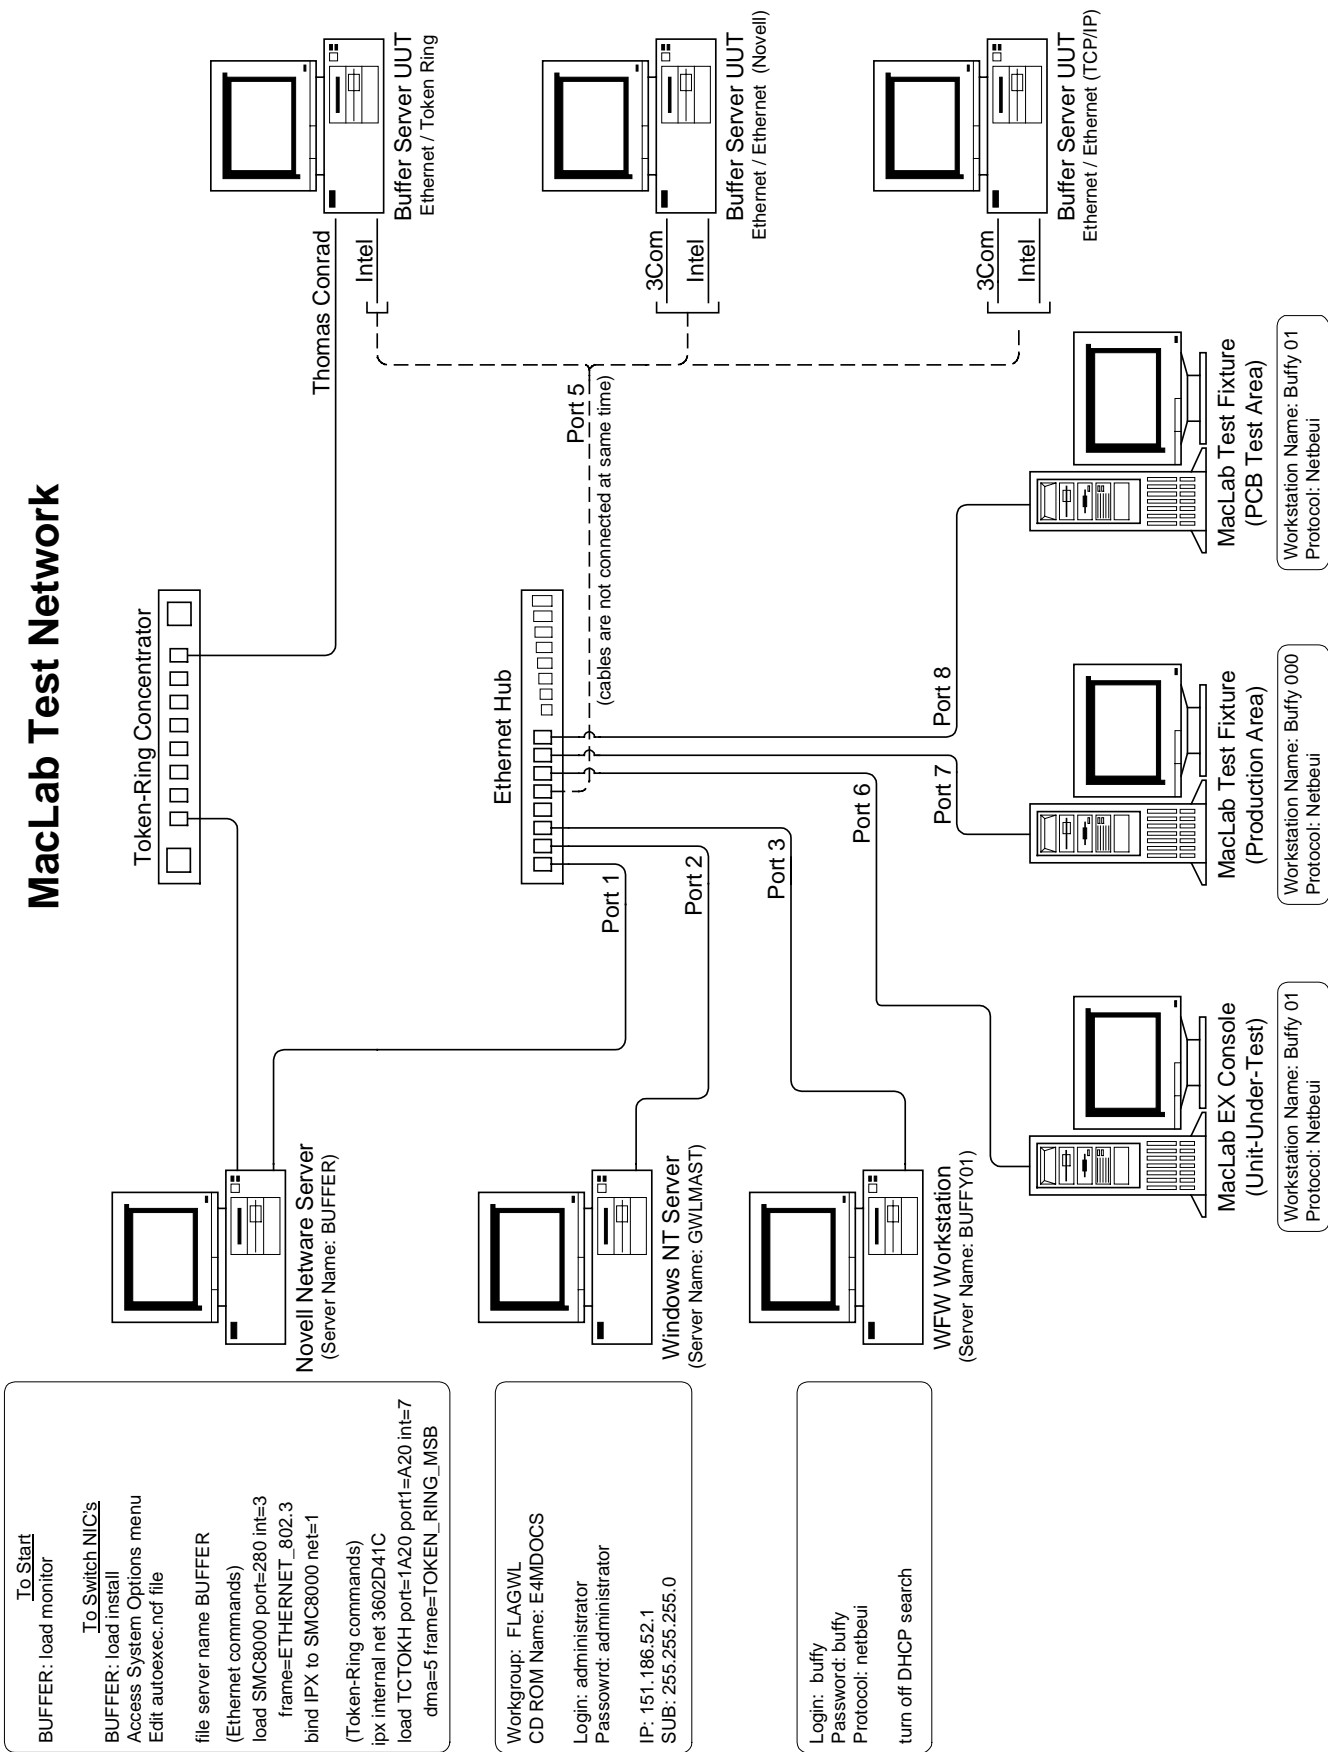 MacLab Test Network
To Start
BUFFER: load monitor
To Switch NIC's
BUFFER: load install
Access System Options menu
Edit autoexec.ncf file
file server name BUFFER
(Ethernet commands)
load SMC8000 port=280 int=3
frame=ETHERNET_802.3
bind IPX to SMC8000 net=1
(Token-Ring commands)
ipx internal net 3602D41C
load TCTOKH port=1A20 port1=A20 int=7
dma=5 frame=TOKEN_RING_MSB
Novell Netware Server
(Server Name: BUFFER)
Token-Ring Concentrator
Thomas Conrad
Intel
Buffer Server UUT
Ethernet / Token Ring
Workgroup: FLAGWL
CD ROM Name: E4MDOCS
Login: administrator
Passowrd: administrator
IP: 151.186.52.1
SUB: 255.255.255.0
Windows NT Server
(Server Name: GWLMAST)
Ethernet Hub
Port 1
Port 2
Port 3
Port 5
(cables are not connected at same time)
Port 6
Port 7
Port 8
3Com
Intel
Buffer Server UUT
Ethernet / Ethernet (Novell)
Login: buffy
Password: buffy
Protocol: netbeui
turn off DHCP search
WFW Workstation
(Server Name: BUFFY01)
3Com
Intel
Buffer Server UUT
Ethernet / Ethernet (TCP/IP)
MacLab EX Console
(Unit-Under-Test)
Workstation Name: Buffy 01
Protocol: Netbeui
MacLab Test Fixture
(Production Area)
Workstation Name: Buffy 000
Protocol: Netbeui
MacLab Test Fixture
(PCB Test Area)
Workstation Name: Buffy 01
Protocol: Netbeui